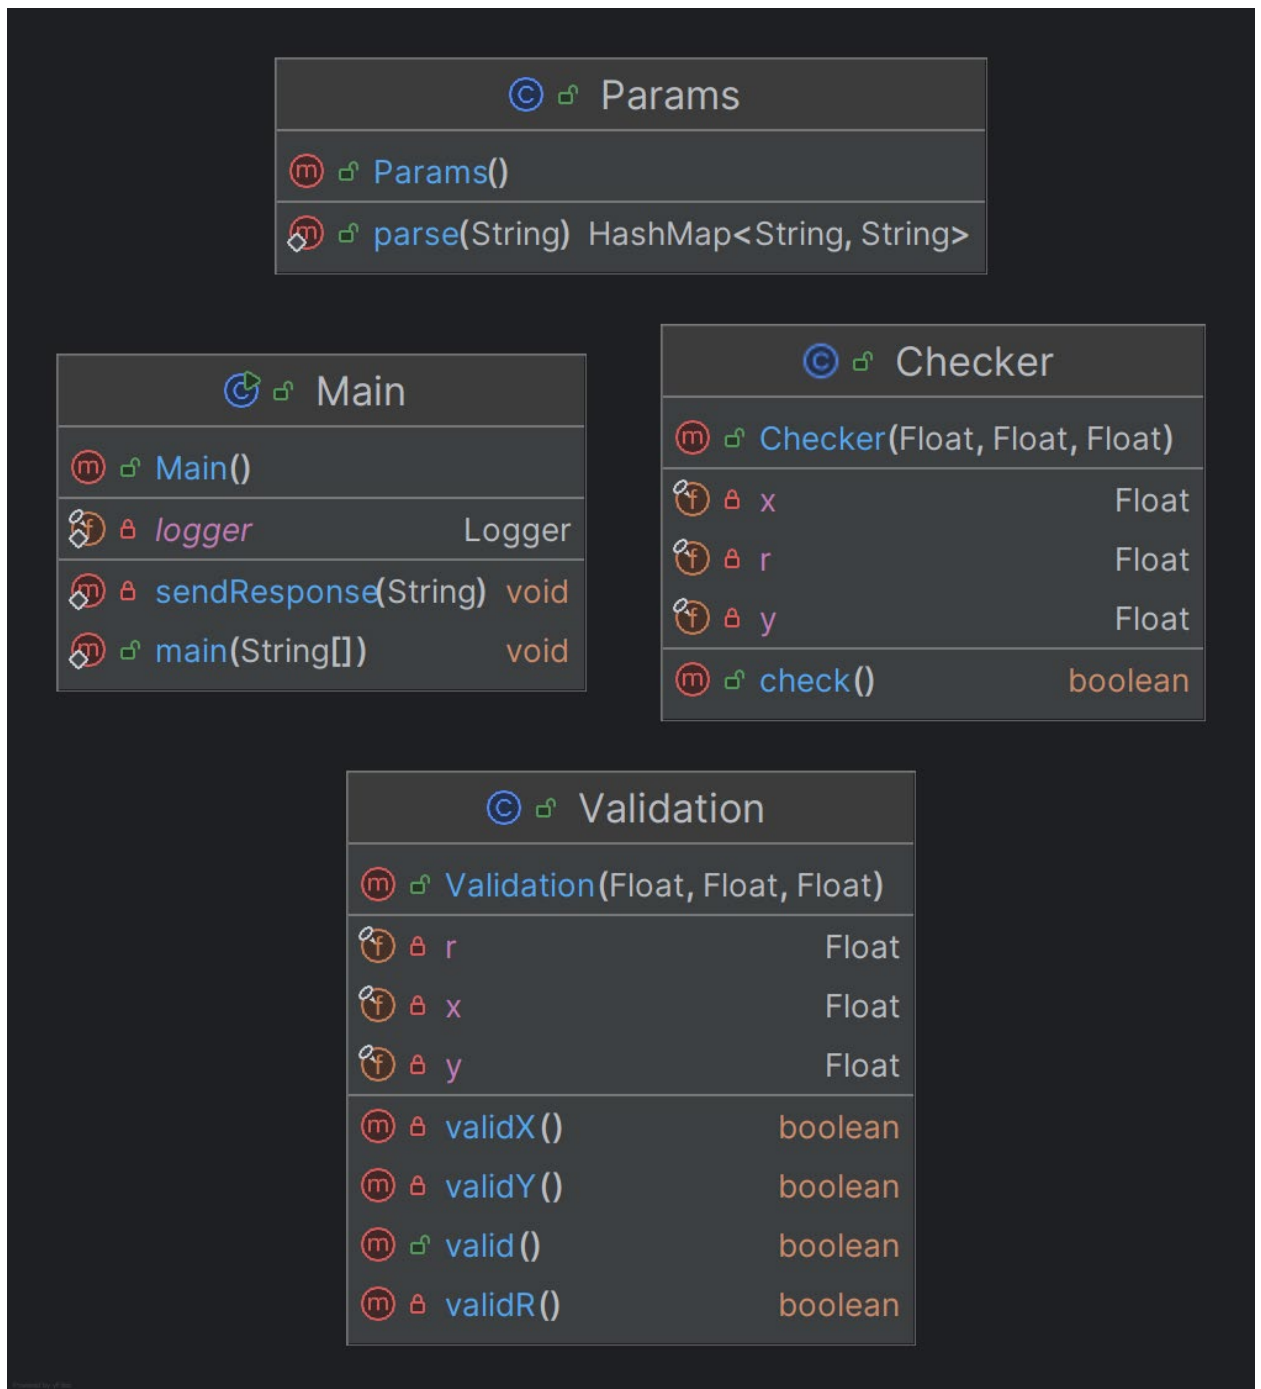 Params
Params()
parse(String) HashMap<String, String>
Main
Main()
logger Logger
sendResponse(String) void
main(String[]) void
Checker
Checker(Float, Float, Float)
x Float
r Float
y Float
check() boolean
Validation
Validation(Float, Float, Float)
r Float
x Float
y Float
validX() boolean
validY() boolean
valid() boolean
validR() boolean